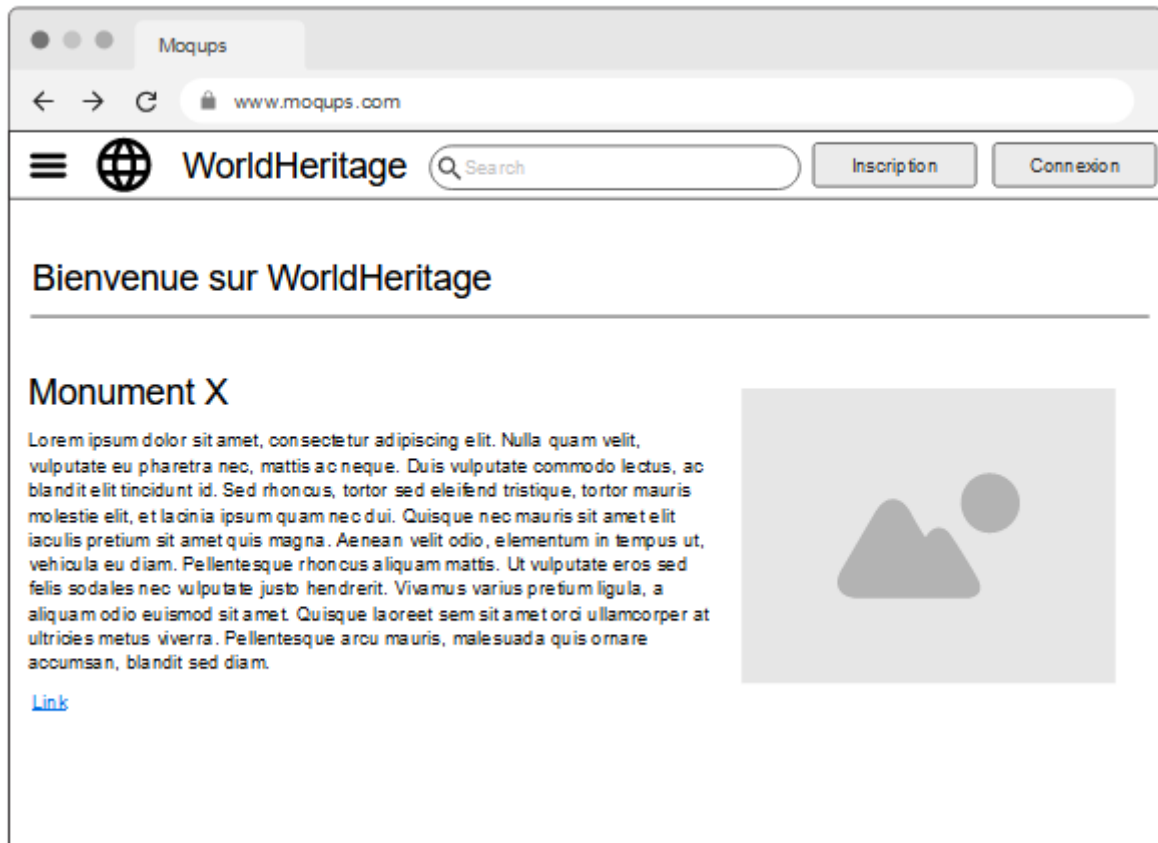 Moqups
www.moqups.com
WorldHeritage
Search
Inscription
Connexion
Bienvenue sur WorldHeritage
Monument X
Lorem ipsum dolor sit amet, consectetur adipiscing elit. Nulla quam velit,
vulputate eu pharetra nec, mattis ac neque. Duis vulputate commodo lectus, ac
blandit elit tincidunt id. Sed rhoncus, tortor sed eleifend tristique, tortor mauris
molestie elit, et lacinia ipsum quam nec dui. Quisque nec mauris sit amet elit
iaculis pretium sit amet quis magna. Aenean velit odio, elementum in tempus ut,
vehicula eu diam. Pellentesque rhoncus aliquam mattis. Ut vulputate eros sed
felis sodales nec vulputate justo hendrerit. Vivamus varius pretium ligula, a
aliquam odio euismod sit amet. Quisque laoreet sem sit amet orci ullamcorper at
ultricies metus viverra. Pellentesque arcu mauris, malesuada quis ornare
accumsan, blandit sed diam.
Link